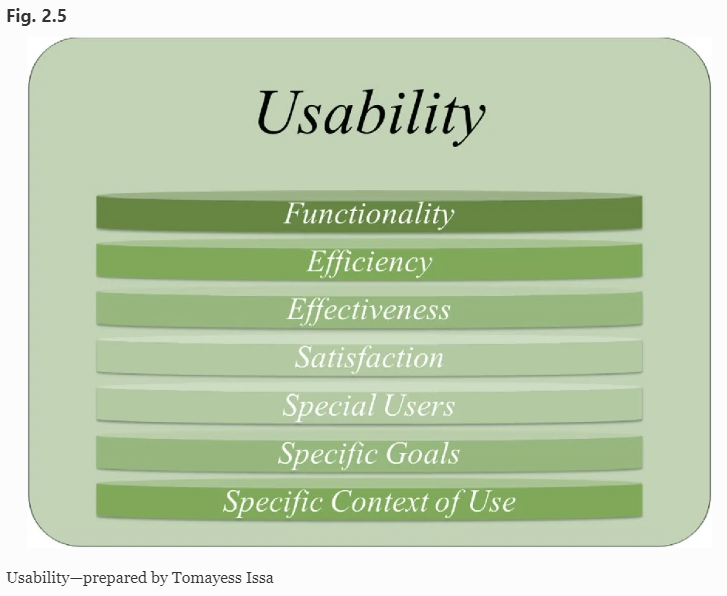 Fig. 2.5
Usability
Functionality
Efficiency
Effectiveness
Satisfaction
Special Users
Specific Goals
Specific Context of Use
Usability—prepared by Tomayess Issa